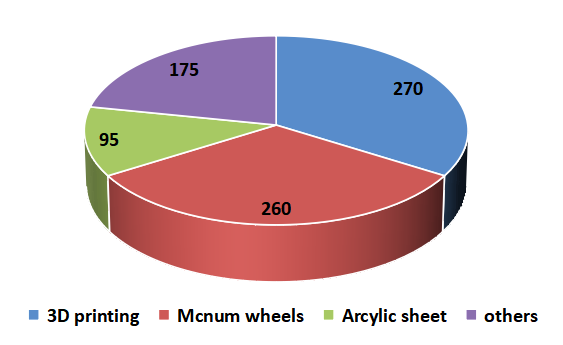 175
270
95
260
3D printing
Mcnum wheels
Arcylic sheet
others